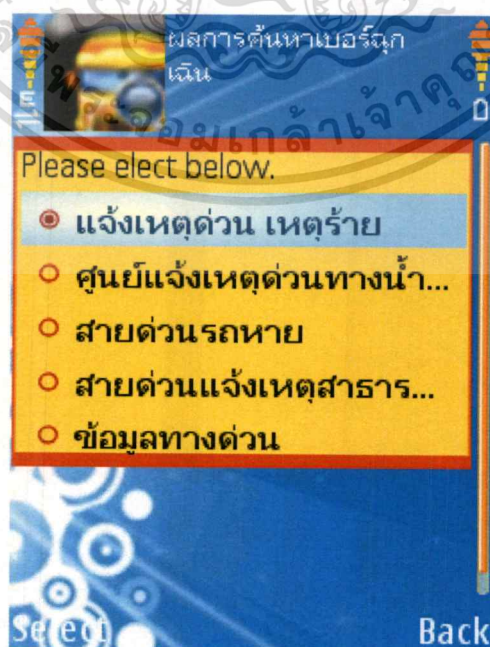 ผลการค้นหาเบอร์ฉุก
เฉิน
Please elect below.
แจ้งเหตุด่วน เหตุร้าย
ศูนย์แจ้งเหตุด่วนทางน้ำ...
สายด่วนรถหาย
สายด่วนแจ้งเหตุสาธาร...
ข้อมูลทางด่วน
Select
Back